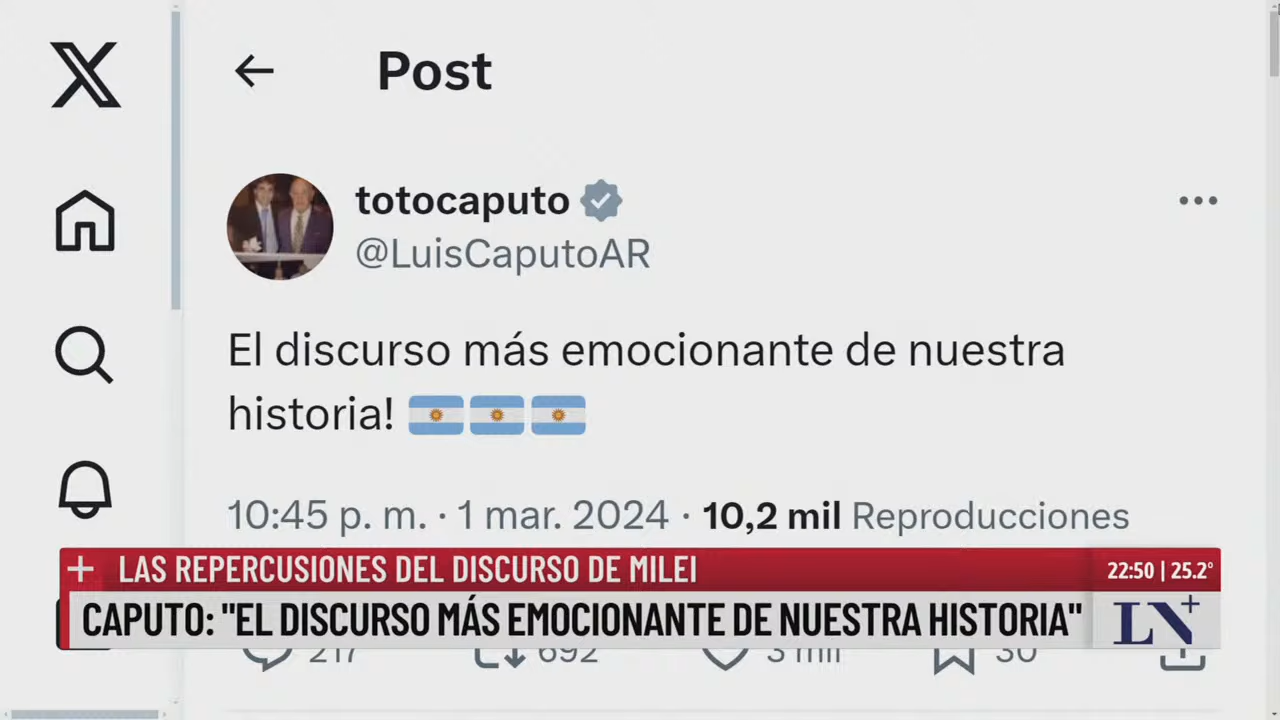 Post
totocaputo
@LuisCaputoAR
El discurso más emocionante de nuestra
historia!
10:45 p. m. · 1 mar. 2024 · 10,2 mil Reproducciones
+ LAS REPERCUSIONES DEL DISCURSO DE MILEI
22:50 | 25.2°
CAPUTO: "EL DISCURSO MÁS EMOCIONANTE DE NUESTRA HISTORIA"
LN+
217 692 3 mil 30